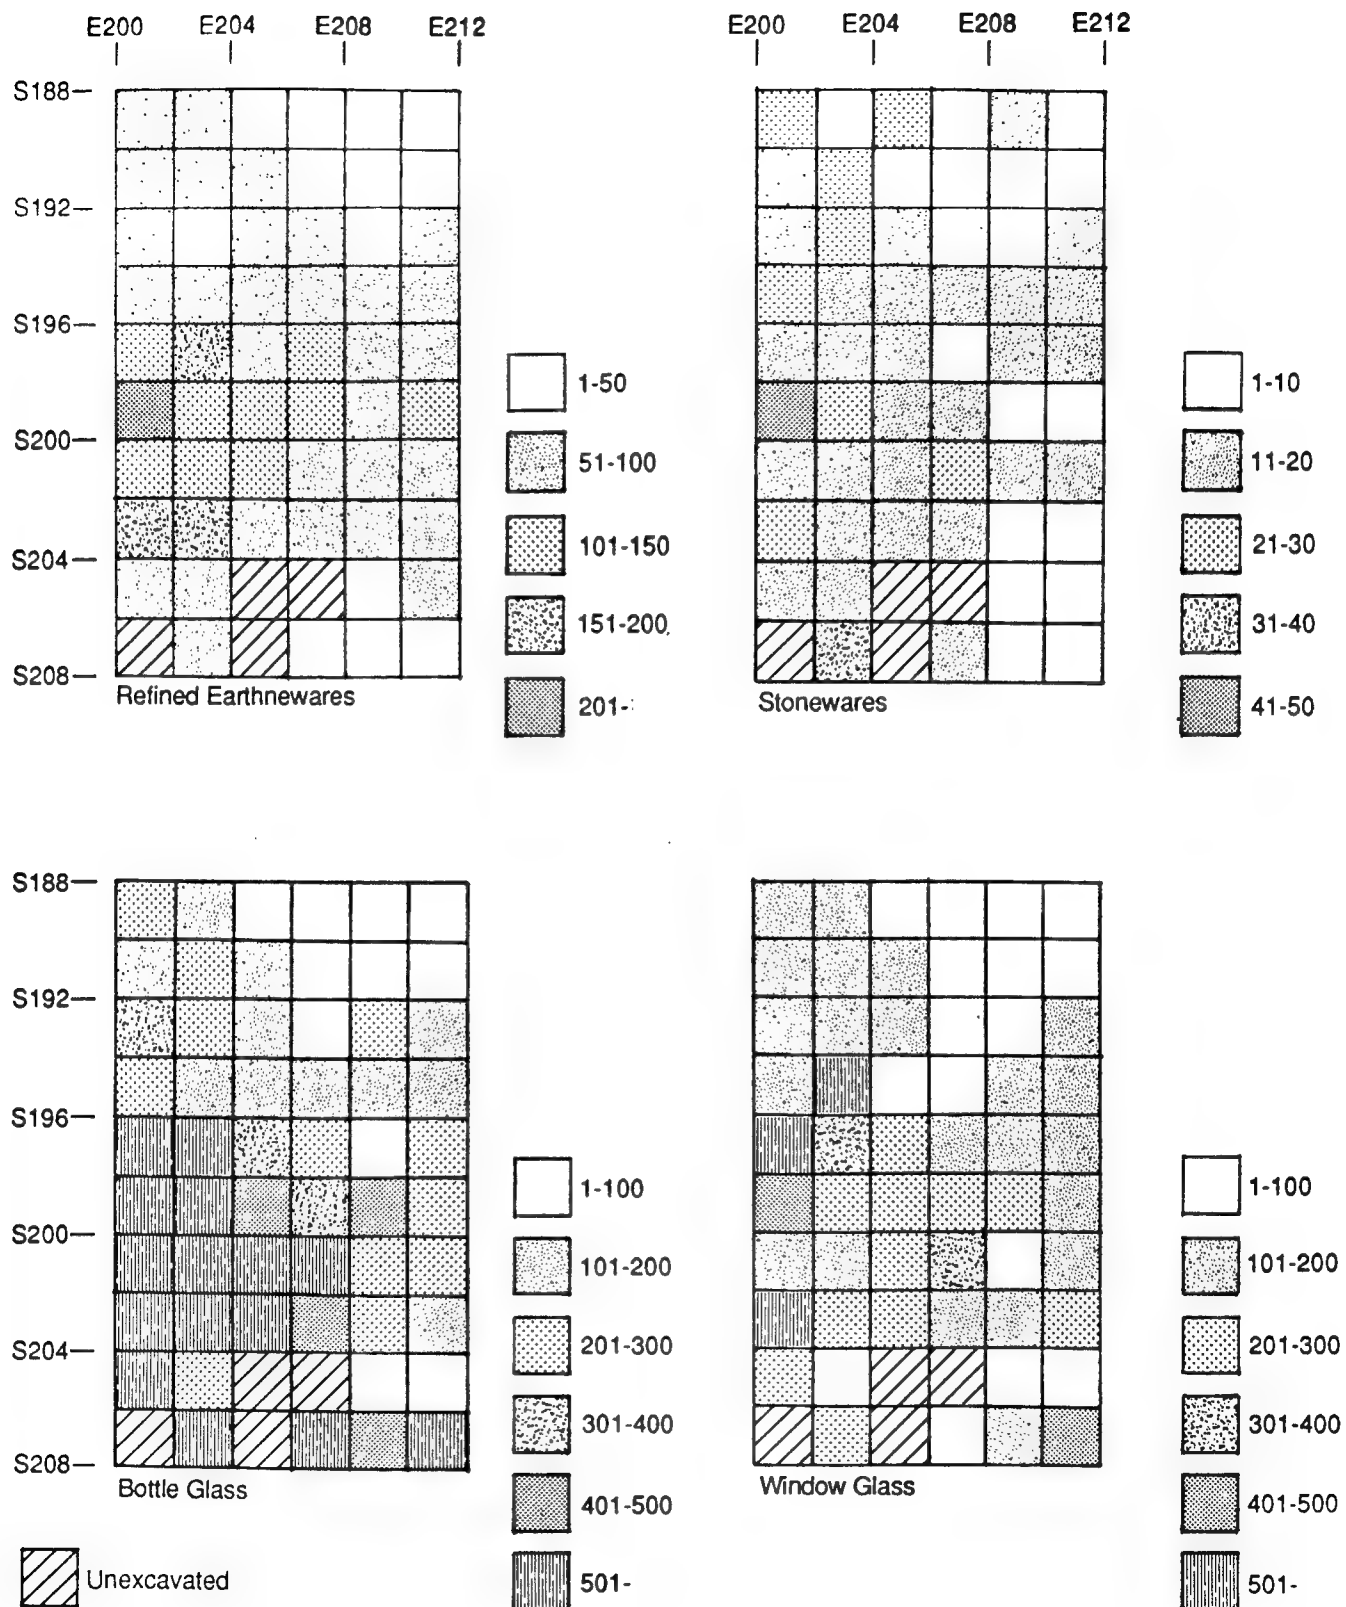 E200 E204 E208 E212 E200 E204 E208 E212
S188
S192
S196
1-50 1-10
S200
51-100 11-20
101-150 21-30
S204
151-200 31-40
S208
Refined Earthnewares Stonewares
201- 41-50
S188
S192
S196
1-100 1-100
S200
101-200 101-200
201-300 201-300
S204
301-400 301-400
S208
Bottle Glass Window Glass
401-500 401-500
Unexcavated 501- 501-